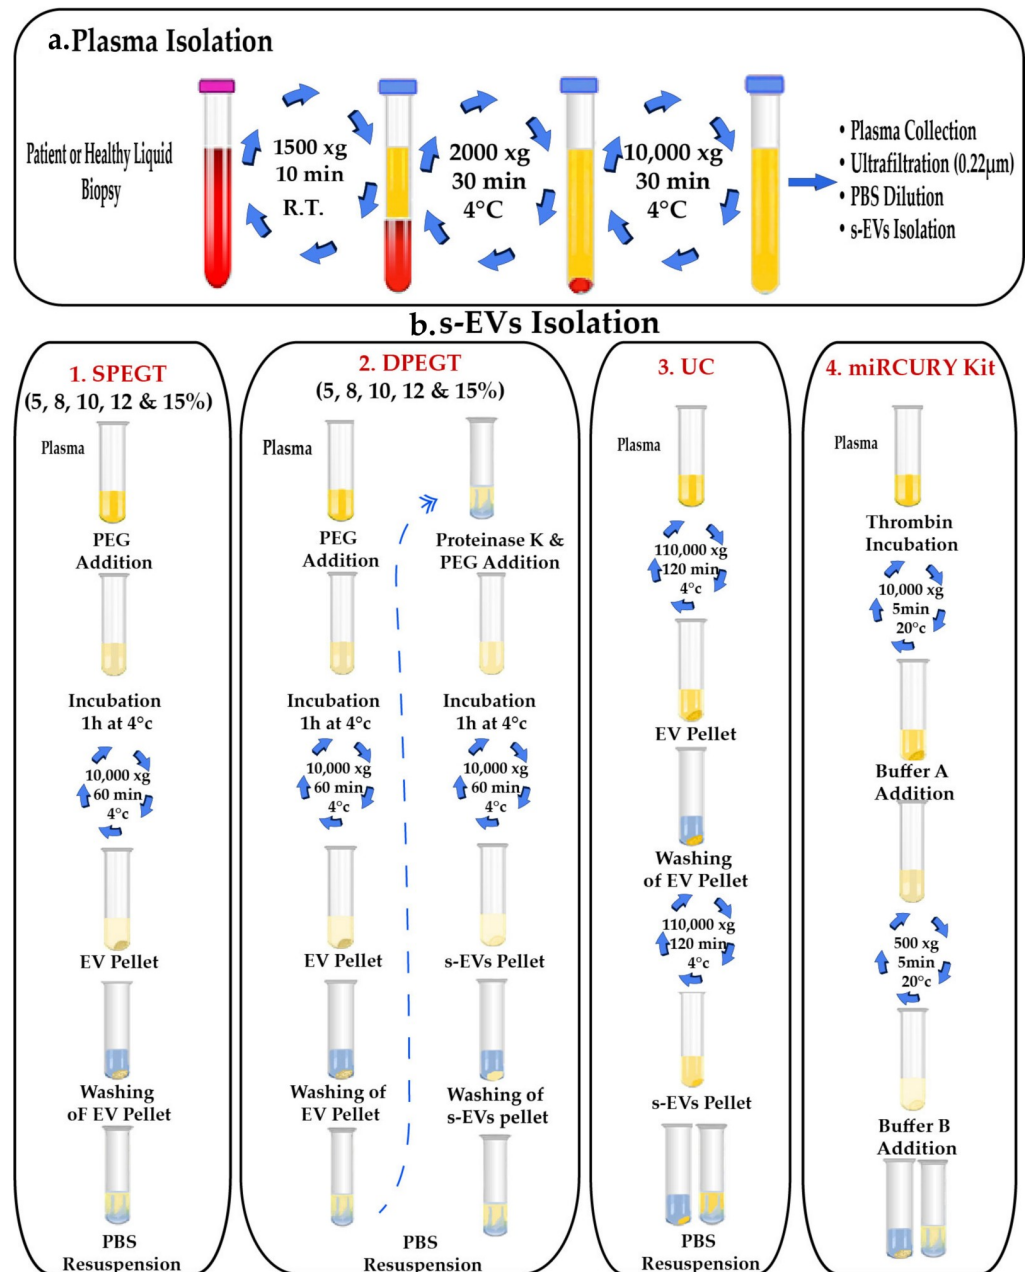 a. Plasma Isolation
Patient or Healthy Liquid
Biopsy
1500 xg
10 min
R.T.
2000 xg
30 min
4°C
10,000 xg
30 min
4°C
• Plasma Collection
• Ultrafiltration (0.22µm)
• PBS Dilution
• s-EVs Isolation
b. s-EVs Isolation
1. SPEGT
(5, 8, 10, 12 & 15%)
Plasma
PEG
Addition
Incubation
1h at 4°c
10,000 xg
60 min
4°c
EV Pellet
Washing
oF EV Pellet
PBS
Resuspension
2. DPEGT
(5, 8, 10, 12 & 15%)
Plasma
PEG
Addition
Incubation
1h at 4°c
10,000 xg
60 min
4°c
EV Pellet
Washing of
EV Pellet
Proteinase K &
PEG Addition
Incubation
1h at 4°c
10,000 xg
60 min
4°c
s-EVs Pellet
Washing of
s-EVs pellet
PBS
Resuspension
3. UC
Plasma
110,000 xg
120 min
4°c
EV Pellet
Washing
of EV Pellet
110,000 xg
120 min
4°c
s-EVs Pellet
PBS
Resuspension
4. miRCURY Kit
Plasma
Thrombin
Incubation
10,000 xg
5min
20°c
Buffer A
Addition
500 xg
5min
20°c
Buffer B
Addition